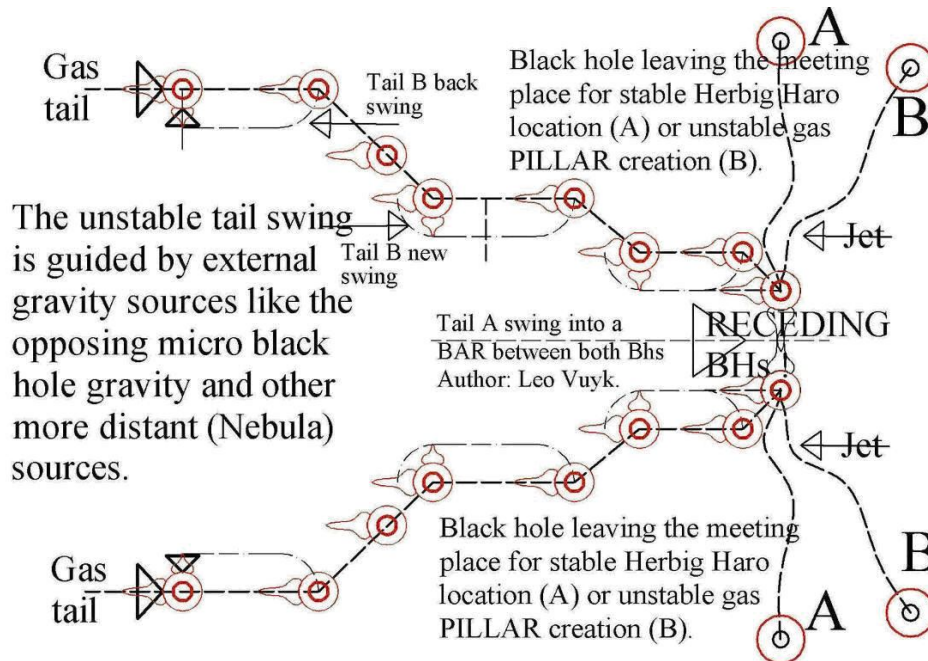 A
Gas
tail
Tail B back
swing
Black hole leaving the meeting
place for stable Herbig Haro
location (A) or unstable gas
PILLAR creation (B).
B
The unstable tail swing
is guided by external
gravity sources like the
opposing micro black
hole gravity and other
more distant (Nebula)
sources.
Tail B new
swing
Jet
Tail A swing into a
BAR between both Bhs
Author: Leo Vuyk.
RECEDING
BHs.
Jet
Black hole leaving the meeting
place for stable Herbig Haro
location (A) or unstable gas
PILLAR creation (B).
Gas
tail
B
A